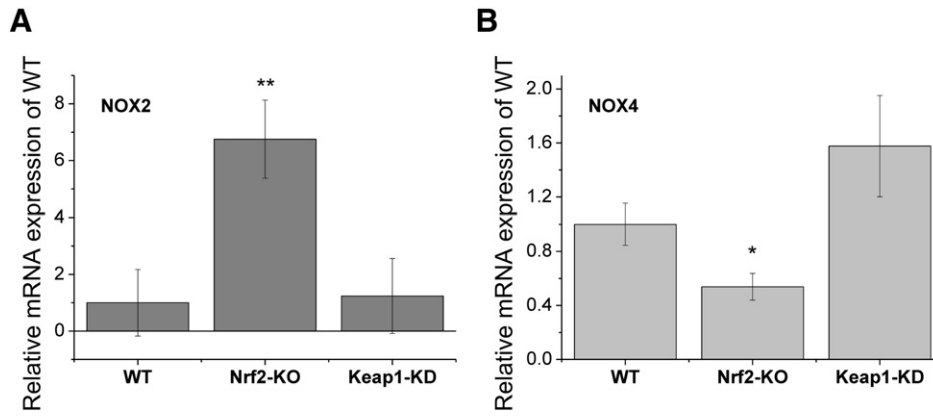 A
Relative mRNA expression of WT
8
6
4
2
0
NOX2
**
WT Nrf2-KO Keap1-KD
B
Relative mRNA expression of WT
2.0
1.6
1.2
0.8
0.4
0.0
NOX4
*
WT Nrf2-KO Keap1-KD